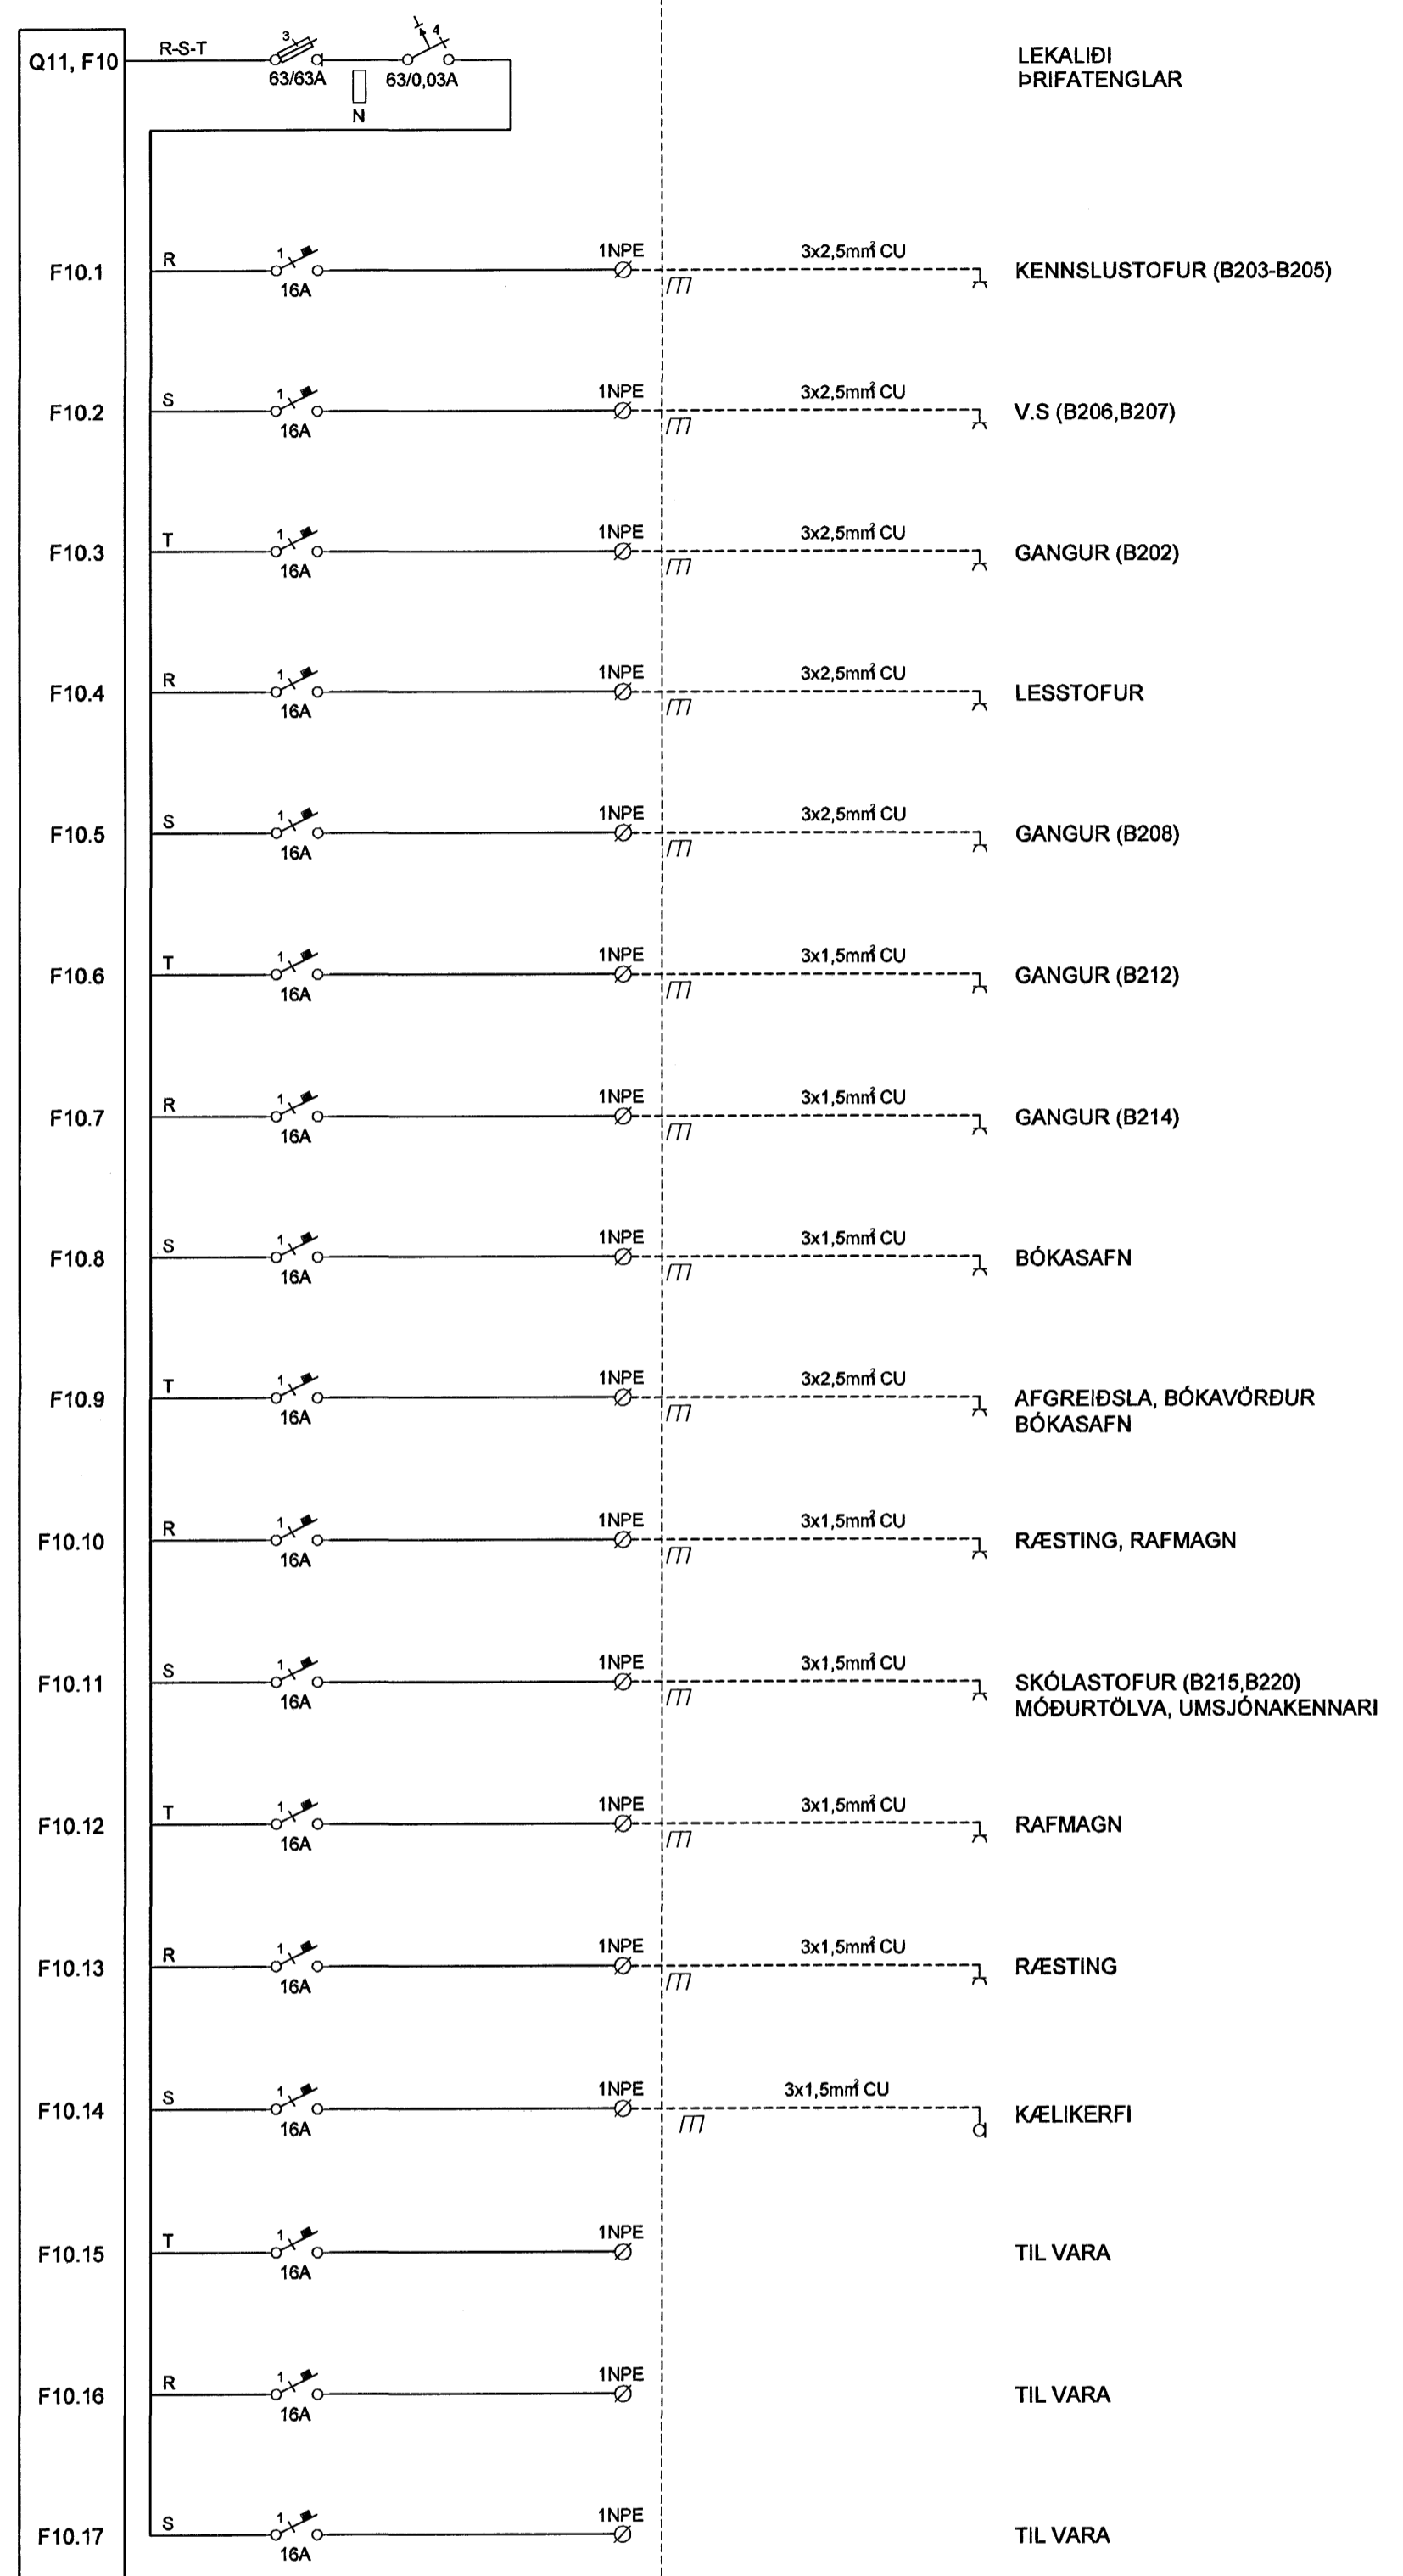 Q11, F10 R-S-T 3 63/63A N 4 63/0,03A LEKALIÐI
ÞRIFATENGLAR
F10.1 R 1 16A 1NPE 3x2,5mm² CU KENNSLUSTOFUR (B203-B205)
F10.2 S 1 16A 1NPE 3x2,5mm² CU V.S (B206,B207)
F10.3 T 1 16A 1NPE 3x2,5mm² CU GANGUR (B202)
F10.4 R 1 16A 1NPE 3x2,5mm² CU LESSTOFUR
F10.5 S 1 16A 1NPE 3x2,5mm² CU GANGUR (B208)
F10.6 T 1 16A 1NPE 3x1,5mm² CU GANGUR (B212)
F10.7 R 1 16A 1NPE 3x1,5mm² CU GANGUR (B214)
F10.8 S 1 16A 1NPE 3x1,5mm² CU BÓKASAFN
F10.9 T 1 16A 1NPE 3x2,5mm² CU AFGREIÐSLA, BÓKAVÖRÐUR
BÓKASAFN
F10.10 R 1 16A 1NPE 3x1,5mm² CU RÆSTING, RAFMAGN
F10.11 S 1 16A 1NPE 3x1,5mm² CU SKÓLASTOFUR (B215,B220)
MÓÐURTÖLVA, UMSJÓNAKENNARI
F10.12 T 1 16A 1NPE 3x1,5mm² CU RAFMAGN
F10.13 R 1 16A 1NPE 3x1,5mm² CU RÆSTING
F10.14 S 1 16A 1NPE 3x1,5mm² CU KÆLIKERFI
F10.15 T 1 16A 1NPE TIL VARA
F10.16 R 1 16A 1NPE TIL VARA
F10.17 S 1 16A 1NPE TIL VARA